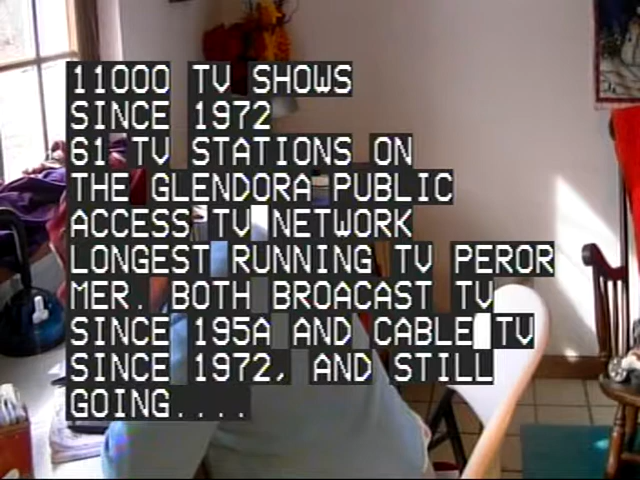 11000 TV SHOWS
SINCE 1972
61 TV STATIONS ON
THE GLENDORA PUBLIC
ACCESS TV NETWORK
LONGEST RUNNING TV PEROR
MER. BOTH BROACAST TV
SINCE 195A AND CABLE TV
SINCE 1972, AND STILL
GOING....